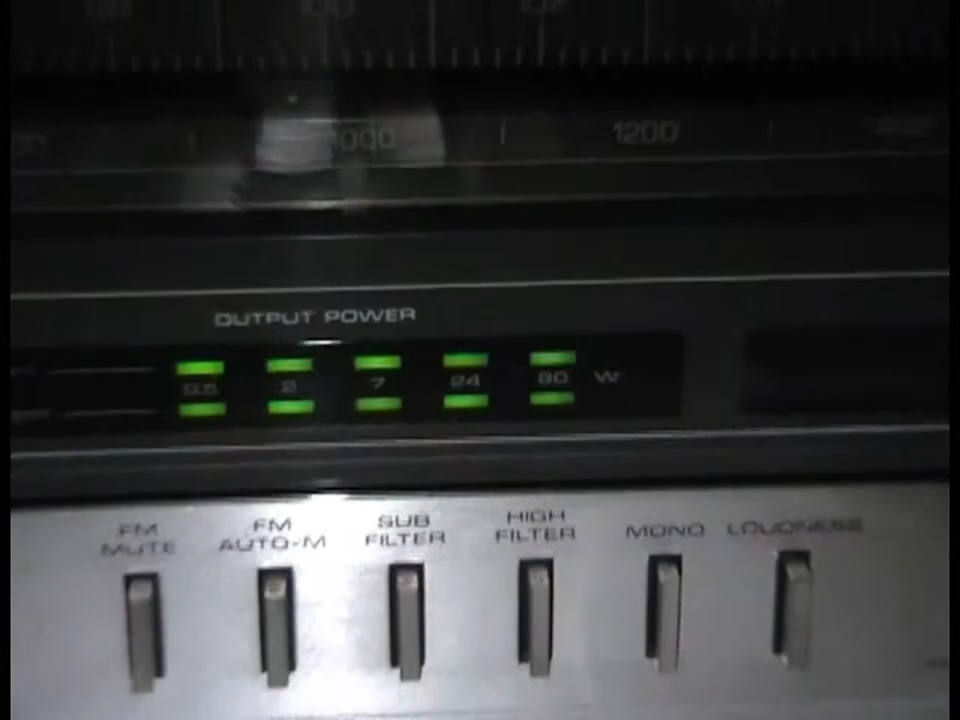 100
1000 1200
OUTPUT POWER
0.5 2 7 24 80 W
FM MUTE
FM AUTO-M
SUB FILTER
HIGH FILTER
MONO
LOUDNESS